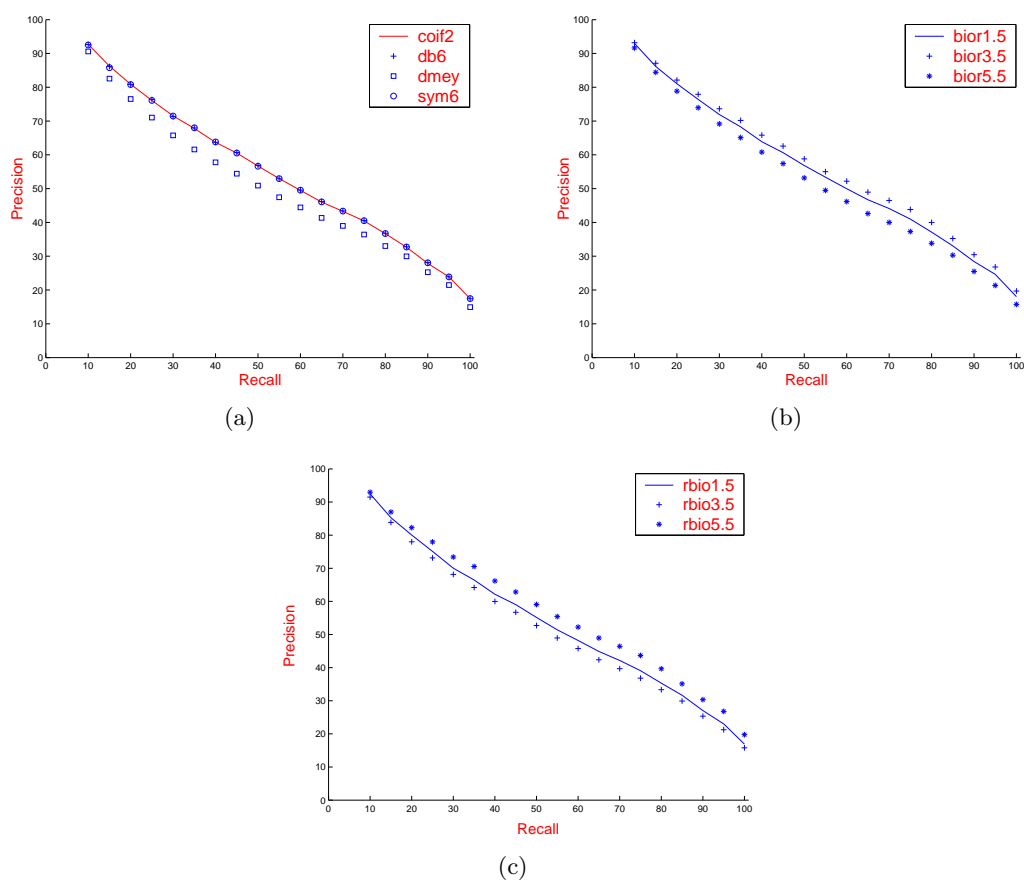 100
90
80
70
60
50
40
30
20
10
0
Precision
0 10 20 30 40 50 60 70 80 90 100
Recall
coif2
db6
dmey
sym6
(a)
100
90
80
70
60
50
40
30
20
10
0
Precision
0 10 20 30 40 50 60 70 80 90 100
Recall
bior1.5
bior3.5
bior5.5
(b)
100
90
80
70
60
50
40
30
20
10
0
Precision
0 10 20 30 40 50 60 70 80 90 100
Recall
rbio1.5
rbio3.5
rbio5.5
(c)